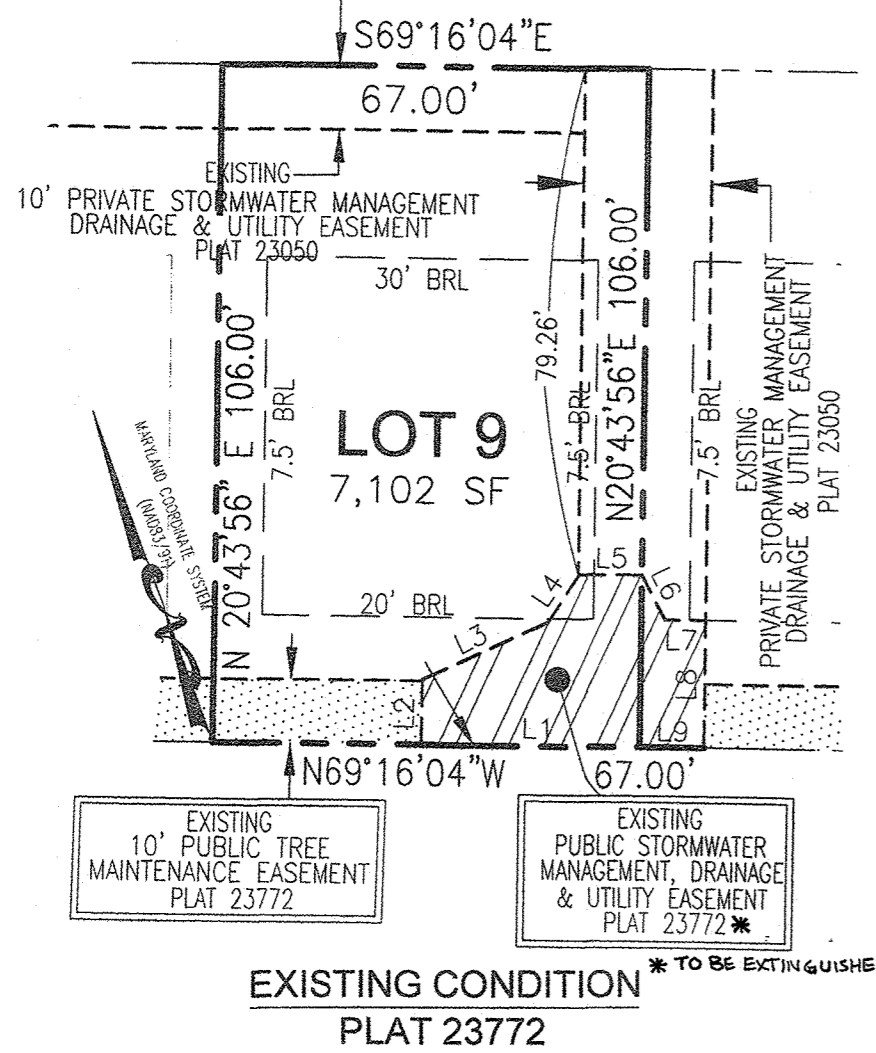 S69°16'04"E
67.00'
EXISTING
10' PRIVATE STORMWATER MANAGEMENT
DRAINAGE & UTILITY EASEMENT
PLAT 23050
30' BRL
N 20°43'56" E 106.00'
7.5' BRL
LOT 9
7,102 SF
79.26'
7.5' BRL
N20°43'56"E 106.00'
7.5' BRL
EXISTING
PRIVATE STORMWATER MANAGEMENT
DRAINAGE & UTILITY EASEMENT
PLAT 23050
MARYLAND COORDINATE SYSTEM
(NAD83/91)
20' BRL
L5
L4
L6
L3
L7
L2
L8
L1
L9
N69°16'04"W
67.00'
EXISTING
10' PUBLIC TREE
MAINTENANCE EASEMENT
PLAT 23772
EXISTING
PUBLIC STORMWATER
MANAGEMENT, DRAINAGE
& UTILITY EASEMENT
PLAT 23772 *
* TO BE EXTINGUISHE
EXISTING CONDITION
PLAT 23772